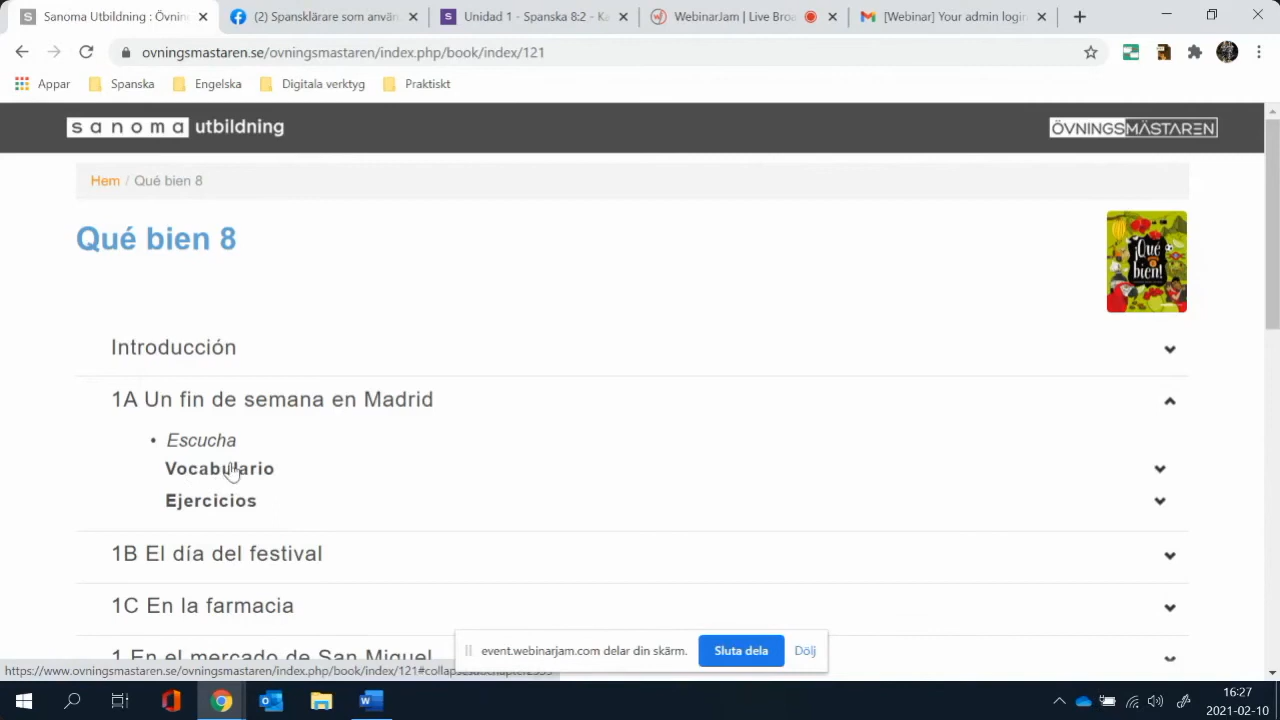 Sanoma Utbildning : Övnin
(2) Spansklärare som använ
Unidad 1 - Spanska 8:2 - Ka
WebinarJam | Live Broa
[Webinar] Your admin login
ovningsmastaren.se/ovningsmastaren/index.php/book/index/121
Appar
Spanska
Engelska
Digitala verktyg
Praktiskt
sanoma utbildning
ÖVNINGSMÄSTAREN
Hem / Qué bien 8
Qué bien 8
¡Qué bien!
Introducción
1A Un fin de semana en Madrid
• Escucha
Vocabulario
Ejercicios
1B El día del festival
1C En la farmacia
1 En el mercado de San Miguel
event.webinarjam.com delar din skärm.
Sluta dela
Dölj
16:27
2021-02-10